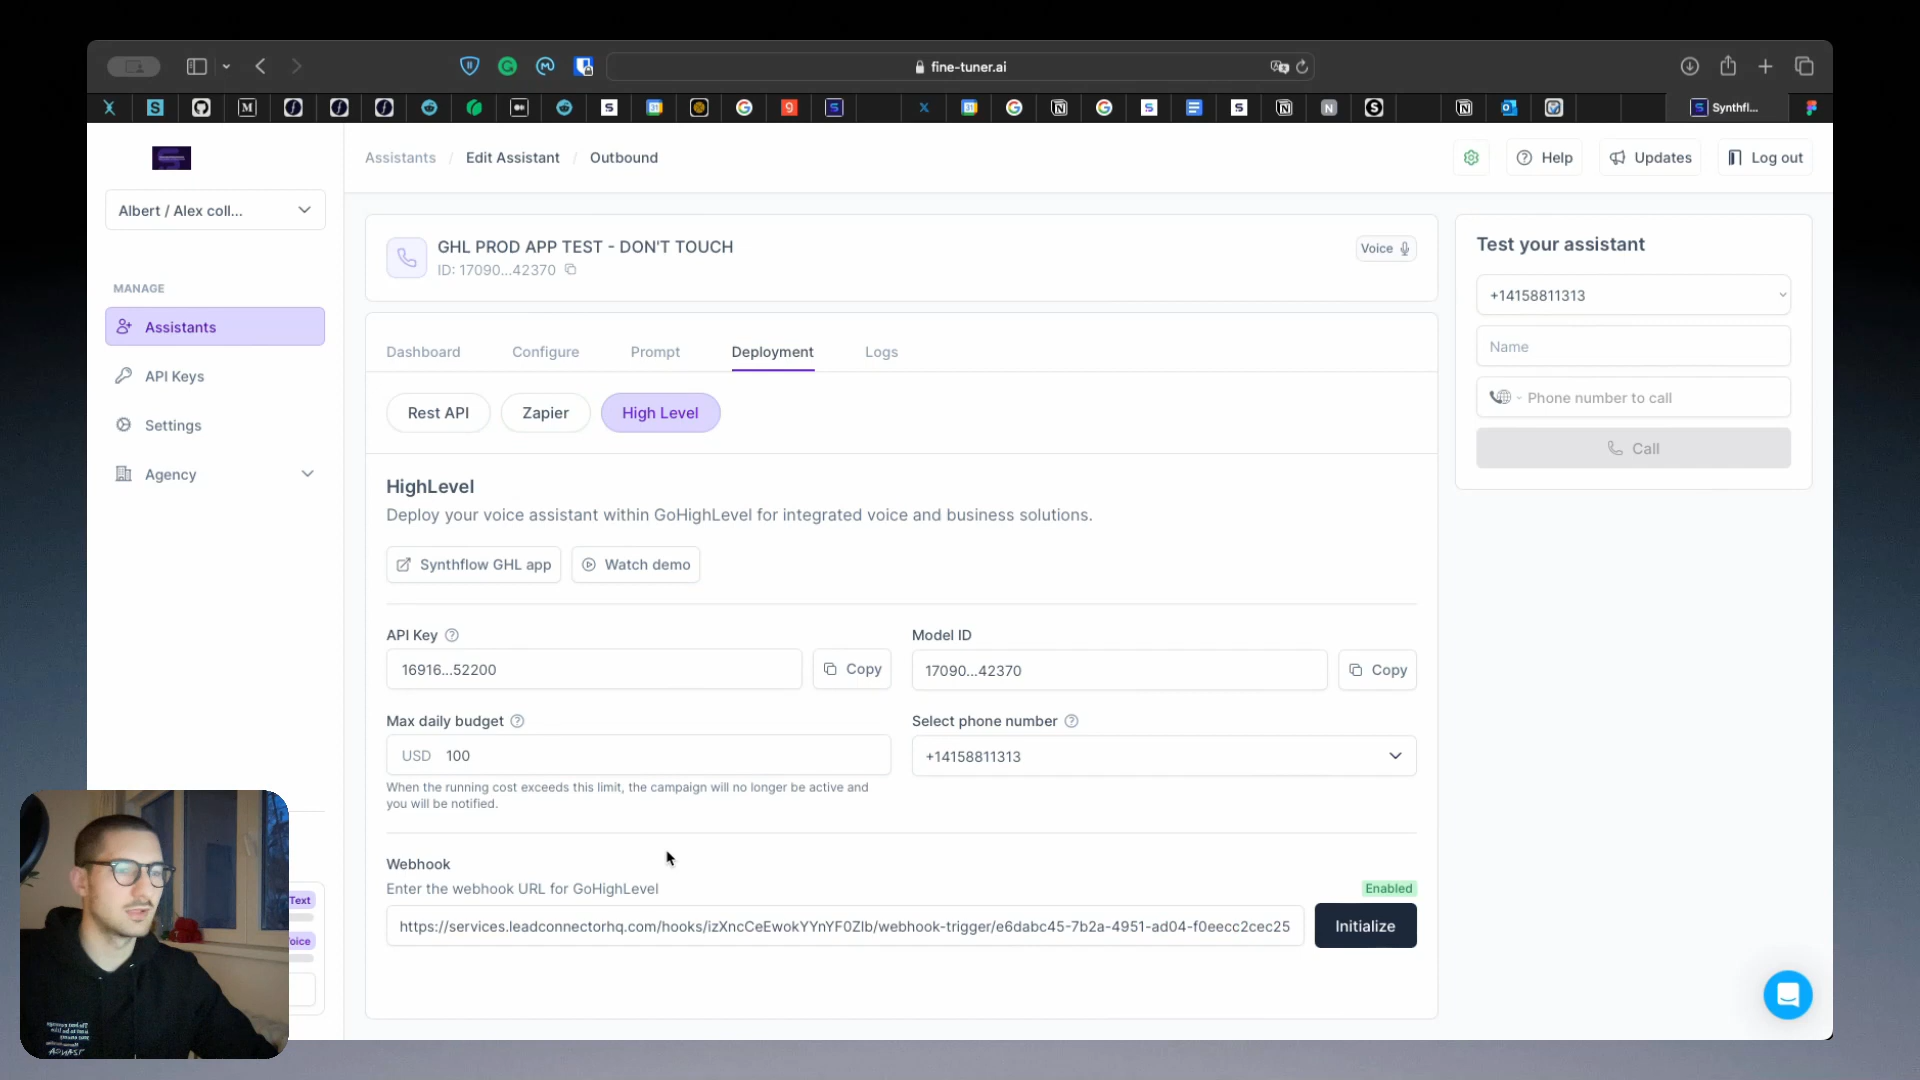 fine-tuner.ai
Synthfl...
Albert / Alex coll...
MANAGE
Assistants
API Keys
Settings
Agency
Text
oice
Assistants / Edit Assistant / Outbound
Help
Updates
Log out
GHL PROD APP TEST - DON'T TOUCH
ID: 17090...42370
Voice
Dashboard
Configure
Prompt
Deployment
Logs
Rest API
Zapier
High Level
HighLevel
Deploy your voice assistant within GoHighLevel for integrated voice and business solutions.
Synthflow GHL app
Watch demo
API Key
16916...52200
Copy
Model ID
17090...42370
Copy
Max daily budget
USD 100
When the running cost exceeds this limit, the campaign will no longer be active and
you will be notified.
Select phone number
+14158811313
Webhook
Enter the webhook URL for GoHighLevel
Enabled
https://services.leadconnectorhq.com/hooks/izXncCeEwokYYnYF0Zlb/webhook-trigger/e6dabc45-7b2a-4951-ad04-f0eecc2cec25
Initialize
Test your assistant
+14158811313
Name
Phone number to call
Call